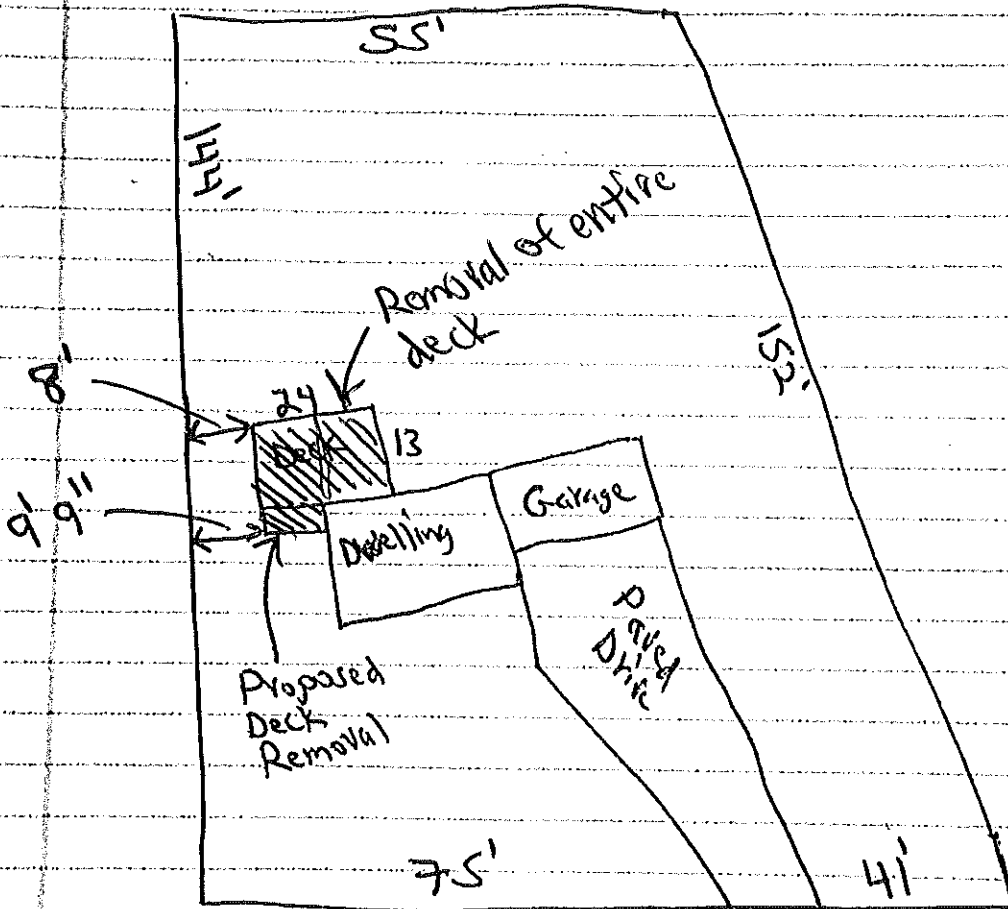 55'
144'
Removal of entire
deck
152'
8'
24
Deck
13
9' 9"
Garage
Dwelling
Paved
Drive
Proposed
Deck
Removal
75'
41'